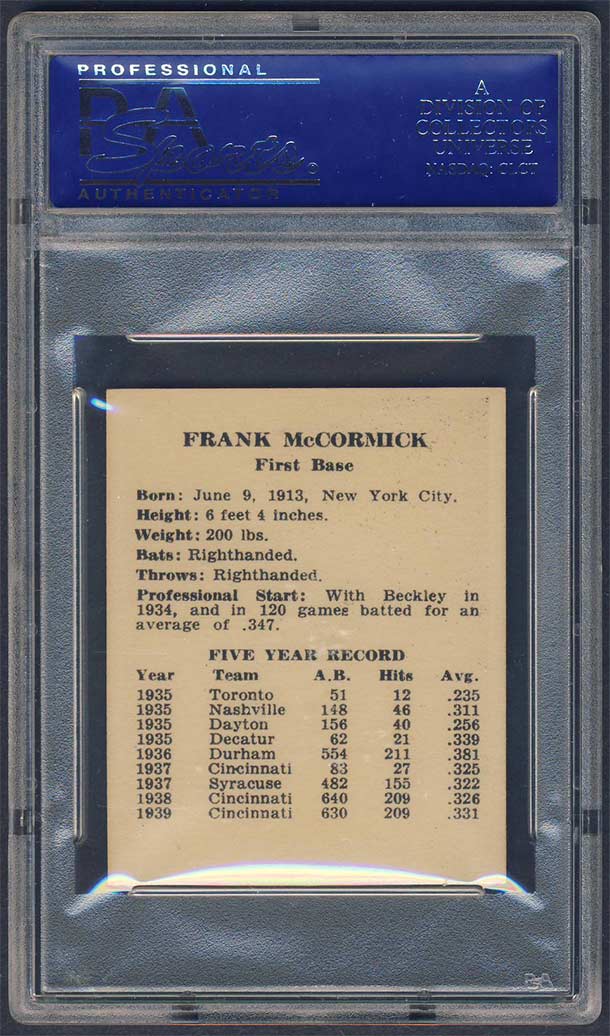 PROFESSIONAL
PSA
Sports
AUTHENTICATOR
A
DIVISION OF
COLLECTORS
UNIVERSE
NASDAQ: CLCT
FRANK McCORMICK
First Base
Born: June 9, 1913, New York City.
Height: 6 feet 4 inches.
Weight: 200 lbs.
Bats: Righthanded.
Throws: Righthanded.
Professional Start: With Beckley in
1934, and in 120 games batted for an
average of .347.
FIVE YEAR RECORD
Year Team A.B. Hits Avg.
1935 Toronto 51 12 .235
1935 Nashville 148 46 .311
1935 Dayton 156 40 .256
1935 Decatur 62 21 .339
1936 Durham 554 211 .381
1937 Cincinnati 83 27 .325
1937 Syracuse 482 155 .322
1938 Cincinnati 640 209 .326
1939 Cincinnati 630 209 .331
PSA